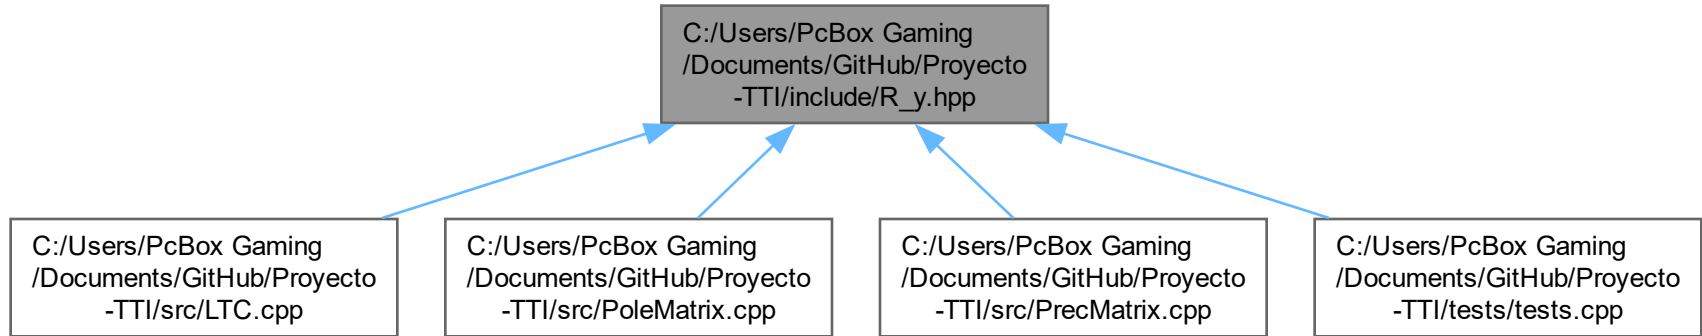 C:/Users/PcBox Gaming
/Documents/GitHub/Proyecto
-TTI/include/R_y.hpp
C:/Users/PcBox Gaming
/Documents/GitHub/Proyecto
-TTI/src/LTC.cpp
C:/Users/PcBox Gaming
/Documents/GitHub/Proyecto
-TTI/src/PoleMatrix.cpp
C:/Users/PcBox Gaming
/Documents/GitHub/Proyecto
-TTI/src/PrecMatrix.cpp
C:/Users/PcBox Gaming
/Documents/GitHub/Proyecto
-TTI/tests/tests.cpp